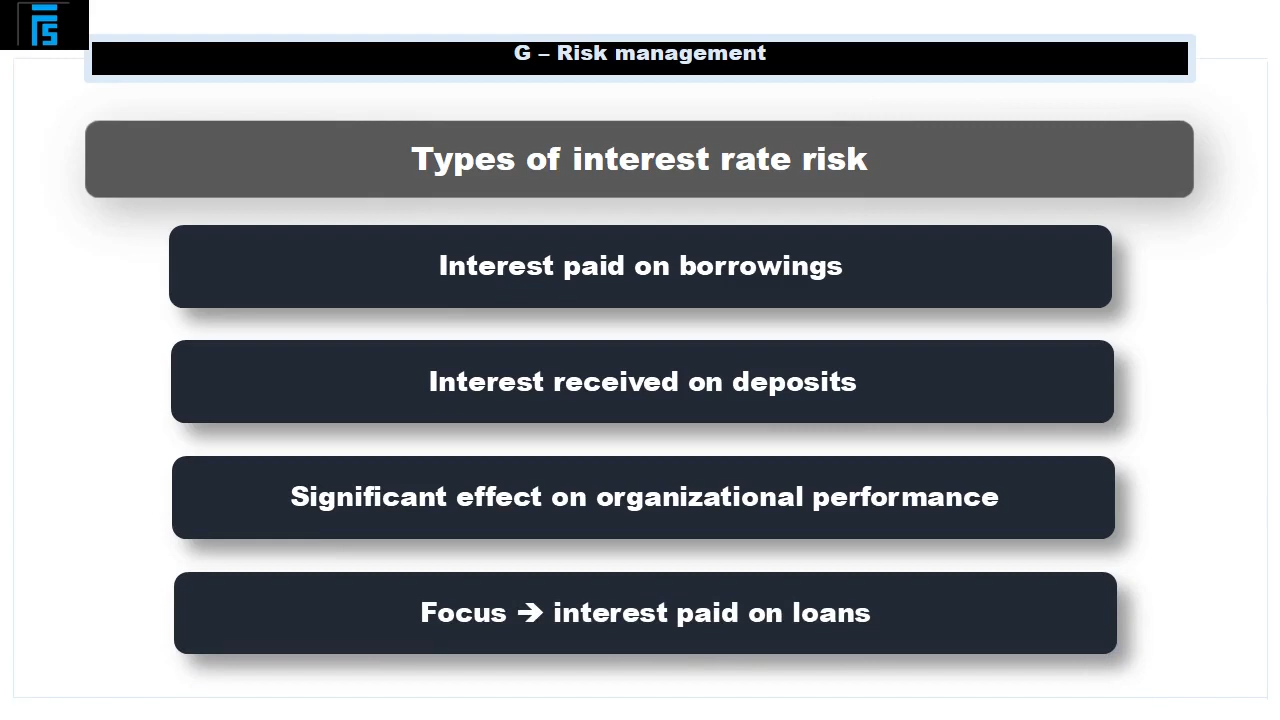 G – Risk management
Types of interest rate risk
Interest paid on borrowings
Interest received on deposits
Significant effect on organizational performance
Focus ➔ interest paid on loans